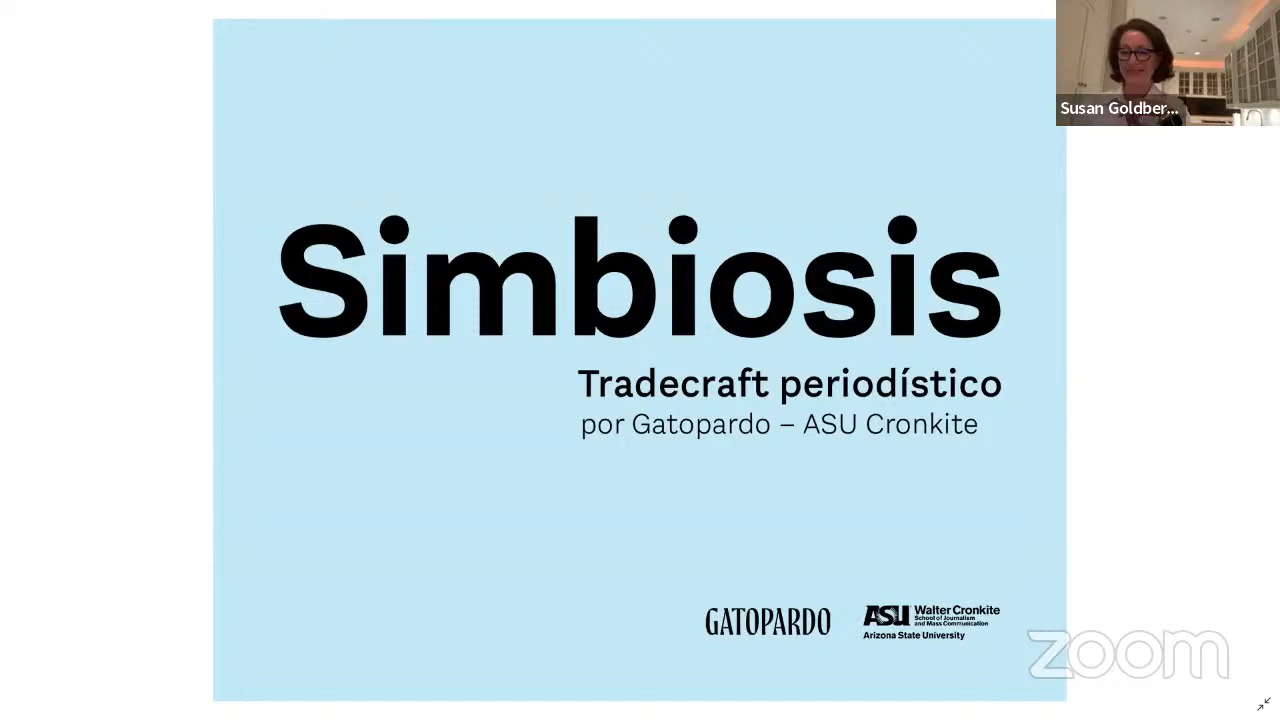 Susan Goldber...
Simbiosis
Tradecraft periodístico
por Gatopardo – ASU Cronkite
GATOPARDO
ASU Walter Cronkite
School of Journalism
and Mass Communication
Arizona State University
zoom